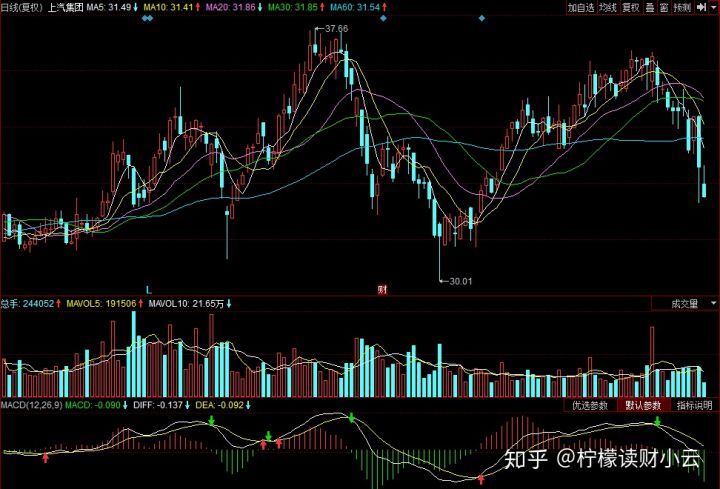 日线(复权) 上汽集团 MA5: 31.49↓ MA10: 31.41↑ MA20: 31.86↓ MA30: 31.85↑ MA60: 31.54↑ 加自选 均线 复权 叠 窗 预测
37.66
30.01
L 财
总手: 244052↑ MAVOL5: 191506↑ MAVOL10: 21.65万↓ 成交量
MACD(12,26,9) MACD: -0.090↓ DIFF: -0.137↓ DEA: -0.092↓ 优选参数 默认参数 指标说明
知乎 @柠檬读财小云